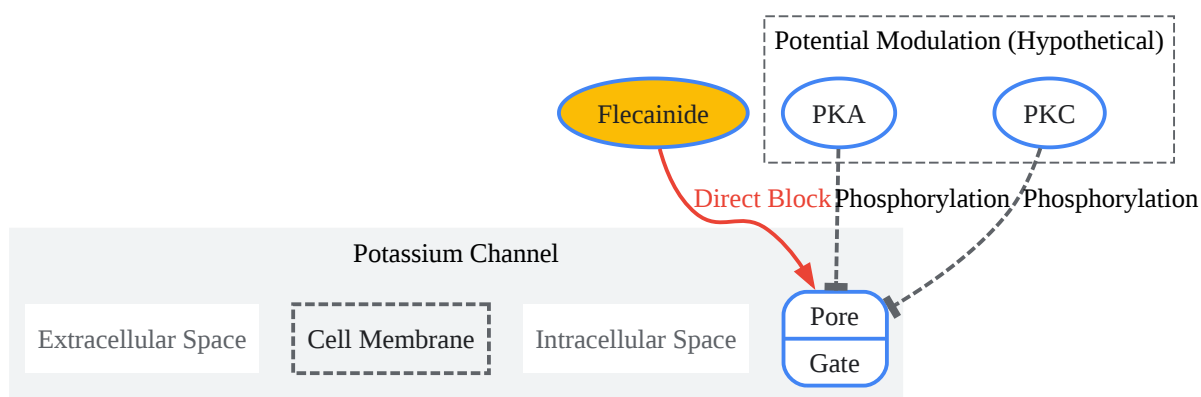 Potential Modulation (Hypothetical)
Flecainide
PKA
PKC
Direct Block
Phosphorylation
Phosphorylation
Potassium Channel
Extracellular Space
Cell Membrane
Intracellular Space
Pore
Gate